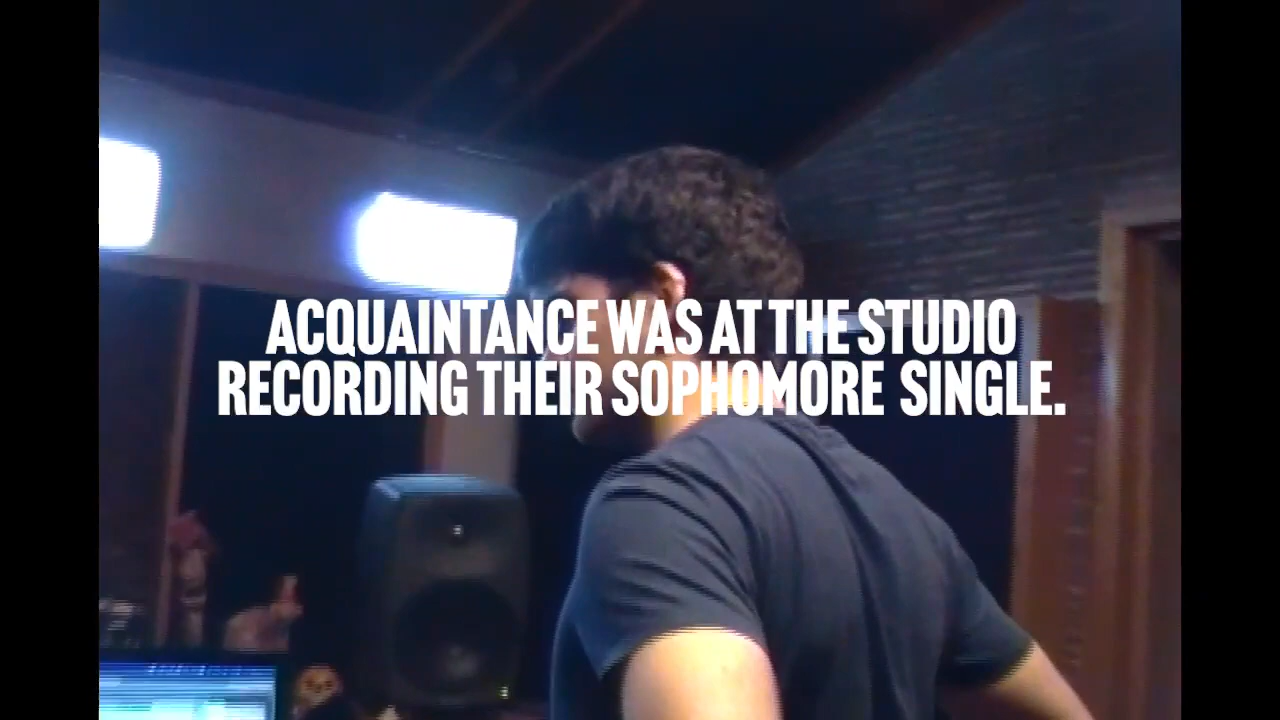 ACQUAINTANCE WAS AT THE STUDIO
RECORDING THEIR SOPHOMORE SINGLE.